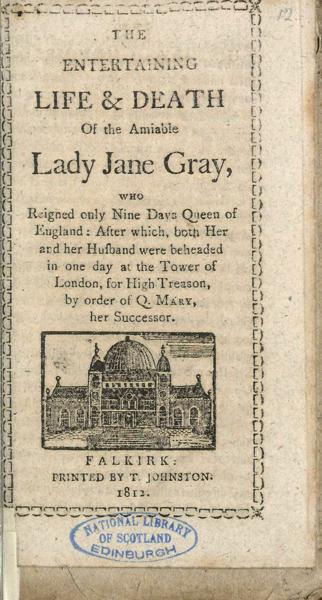 12
THE
ENTERTAINING
LIFE & DEATH
Of the Amiable
Lady Jane Gray,
WHO
Reigned only Nine Days Queen of
England: After which, both Her
and her Huſband were beheaded
in one day at the Tower of
London, for High Treason,
by order of Q. MARY,
her Successor.
FALKIRK:
PRINTED BY T. JOHNSTON:
1812.
NATIONAL LIBRARY
OF SCOTLAND
EDINBURGH